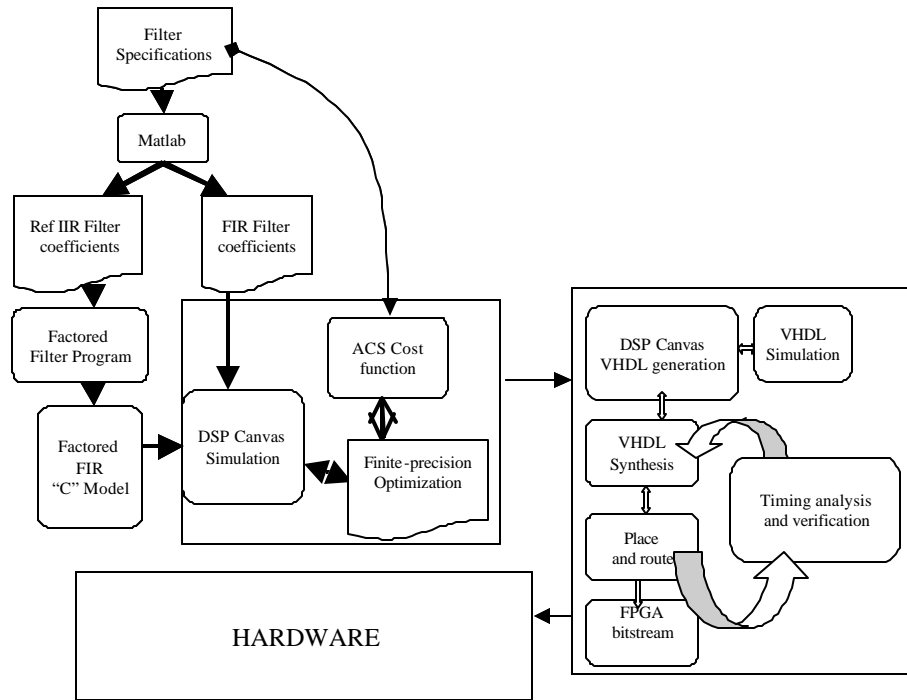 Filter
Specifications
Matlab
Ref IIR Filter
coefficients
FIR Filter
coefficients
Factored
Filter Program
Factored
FIR
“C” Model
DSP Canvas
Simulation
ACS Cost
function
Finite-precision
Optimization
DSP Canvas
VHDL generation
VHDL
Simulation
VHDL
Synthesis
Timing analysis
and verification
Place
and route
FPGA
bitstream
HARDWARE